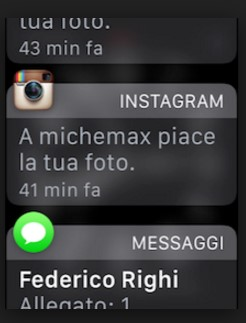 tua foto.
43 min fa
INSTAGRAM
A michemax piace
la tua foto.
41 min fa
MESSAGGI
Federico Righi
Allegato: 1